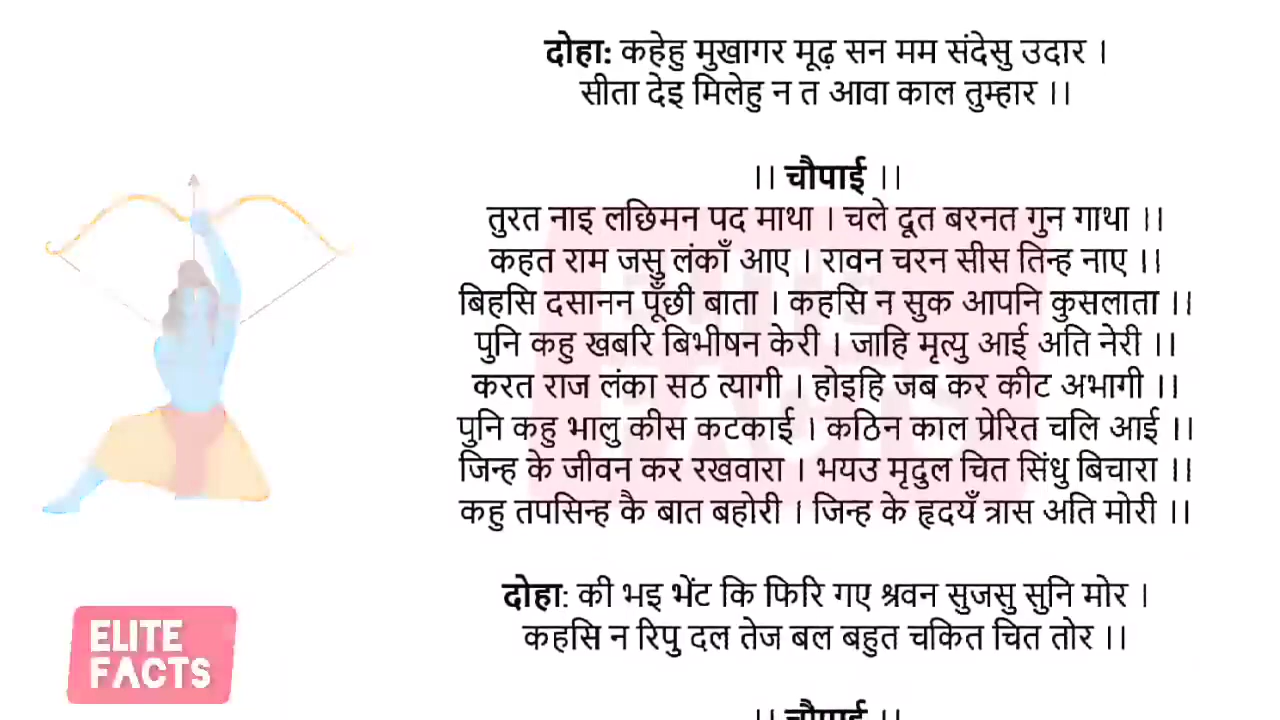 दोहा: कहेहु मुखागर मूढ़ सन मम संदेसु उदार ।
सीता देइ मिलेहु न त आवा काल तुम्हार ।।
।। चौपाई ।।
तुरत नाइ लछिमन पद माथा । चले दूत बरनत गुन गाथा ।।
कहत राम जसु लंकाँ आए । रावन चरन सीस तिन्ह नाए ।।
बिहसि दसानन पूँछी बाता । कहसि न सुक आपनि कुसलाता ।।
पुनि कहु खबरि बिभीषन केरी । जाहि मृत्यु आई अति नेरी ।।
करत राज लंका सठ त्यागी । होइहि जब कर कीट अभागी ।।
पुनि कहु भालु कीस कटकाई । कठिन काल प्रेरित चलि आई ।।
जिन्ह के जीवन कर रखवारा । भयउ मृदुल चित सिंधु बिचारा ।।
कहु तपसिन्ह कै बात बहोरी । जिन्ह के हृदयँ त्रास अति मोरी ।।
दोहा: की भइ भेंट कि फिरि गए श्रवन सुजसु सुनि मोर ।
कहसि न रिपु दल तेज बल बहुत चकित चित तोर ।।
।। चौपाई ।।
ELITE
FACTS